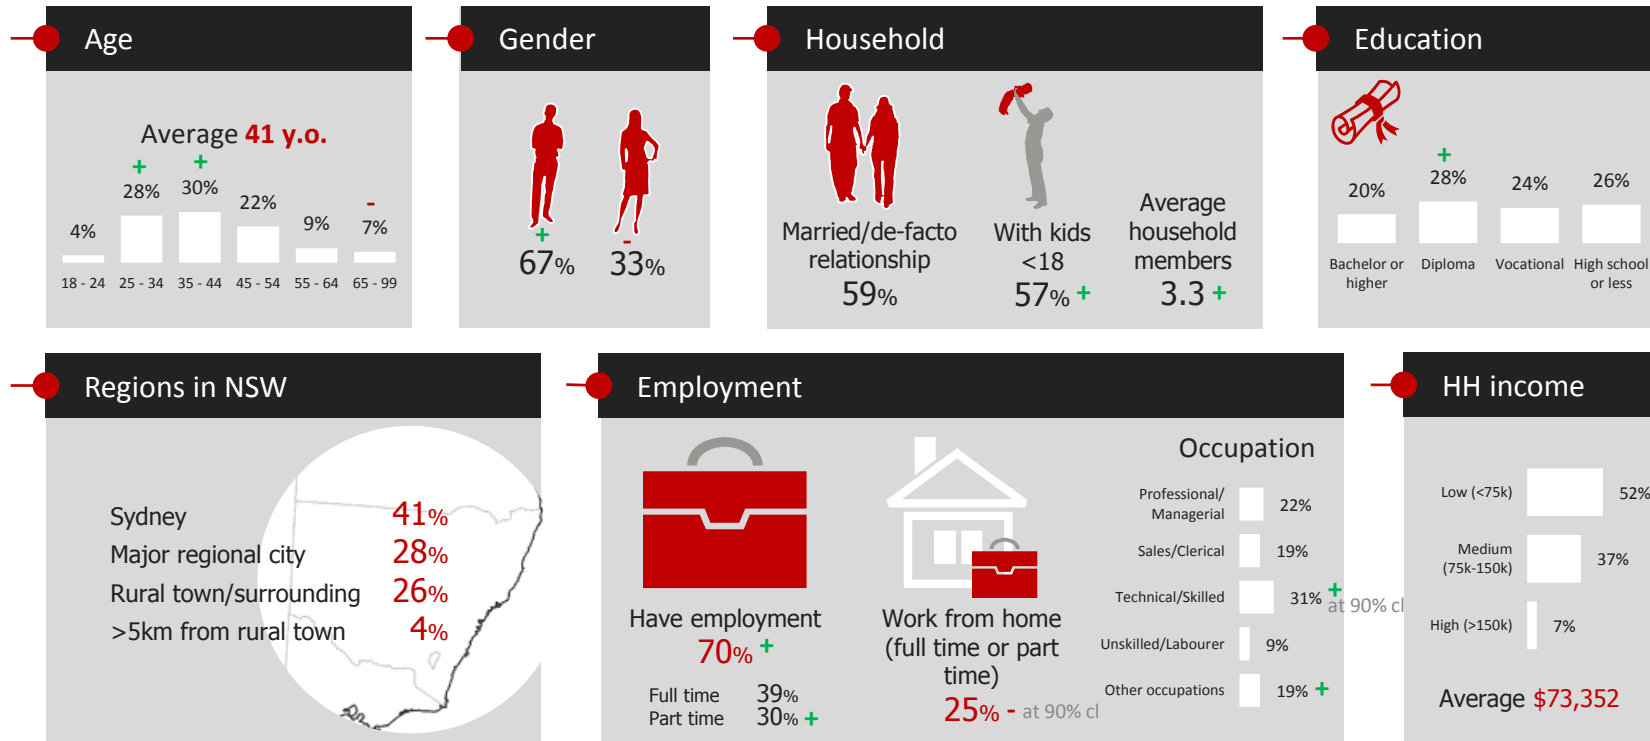 Age
Average 41 y.o.
+ +
4% 28% 30% 22% 9% - 7%
18 - 24 25 - 34 35 - 44 45 - 54 55 - 64 65 - 99
Gender
+ -
67% 33%
Household
Married/de-facto
relationship
59%
With kids
<18
57% +
Average
household
members
3.3 +
Education
+
20% 28% 24% 26%
Bachelor or
higher
Diploma
Vocational
High school
or less
Regions in NSW
Sydney 41%
Major regional city 28%
Rural town/surrounding 26%
>5km from rural town 4%
Employment
Have employment
70% +
Full time 39%
Part time 30% +
Work from home
(full time or part
time)
25% - at 90% cl
Occupation
Professional/
Managerial 22%
Sales/Clerical 19%
Technical/Skilled 31% + at 90% cl
Unskilled/Labourer 9%
Other occupations 19% +
HH income
Low (<75k) 52%
Medium
(75k-150k) 37%
High (>150k) 7%
Average $73,352